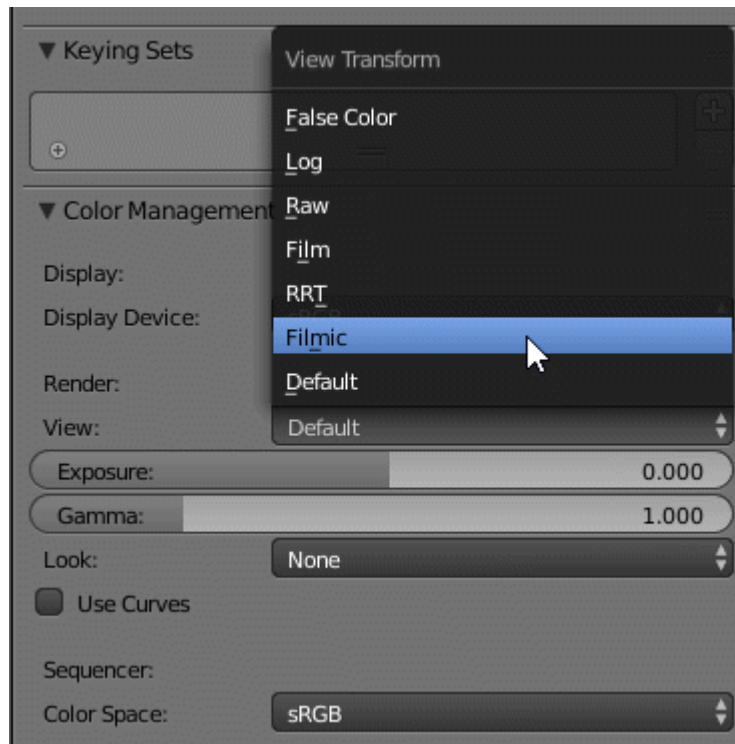 Keying Sets
View Transform
False Color
Log
Color Management
Raw
Film
Display:
RRT
Display Device:
Filmic
Render:
Default
View:
Default
Exposure: 0.000
Gamma: 1.000
Look:
None
Use Curves
Sequencer:
Color Space:
sRGB